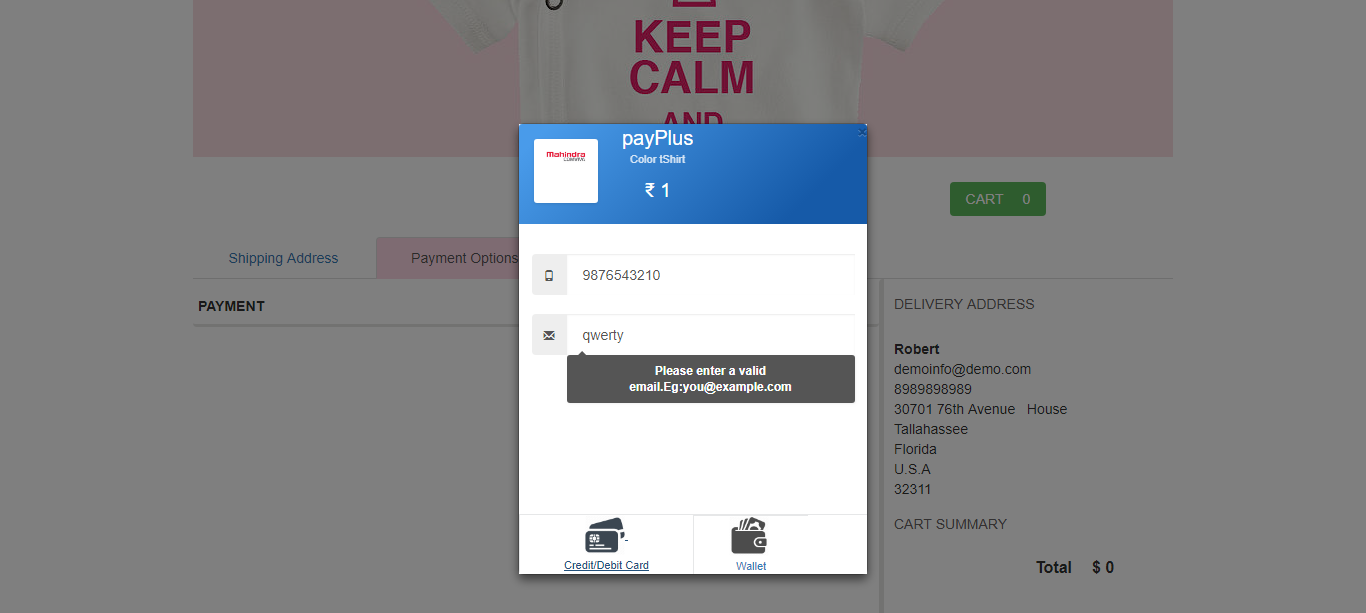 KEEP
CALM
AND
payPlus
Color tShirt
₹ 1
Mahindra
×
CART 0
Shipping Address
Payment Options
PAYMENT
9876543210
qwerty
Please enter a valid
email.Eg:you@example.com
Credit/Debit Card
Wallet
DELIVERY ADDRESS
Robert
demoinfo@demo.com
8989898989
30701 76th Avenue House
Tallahassee
Florida
U.S.A
32311
CART SUMMARY
Total $ 0